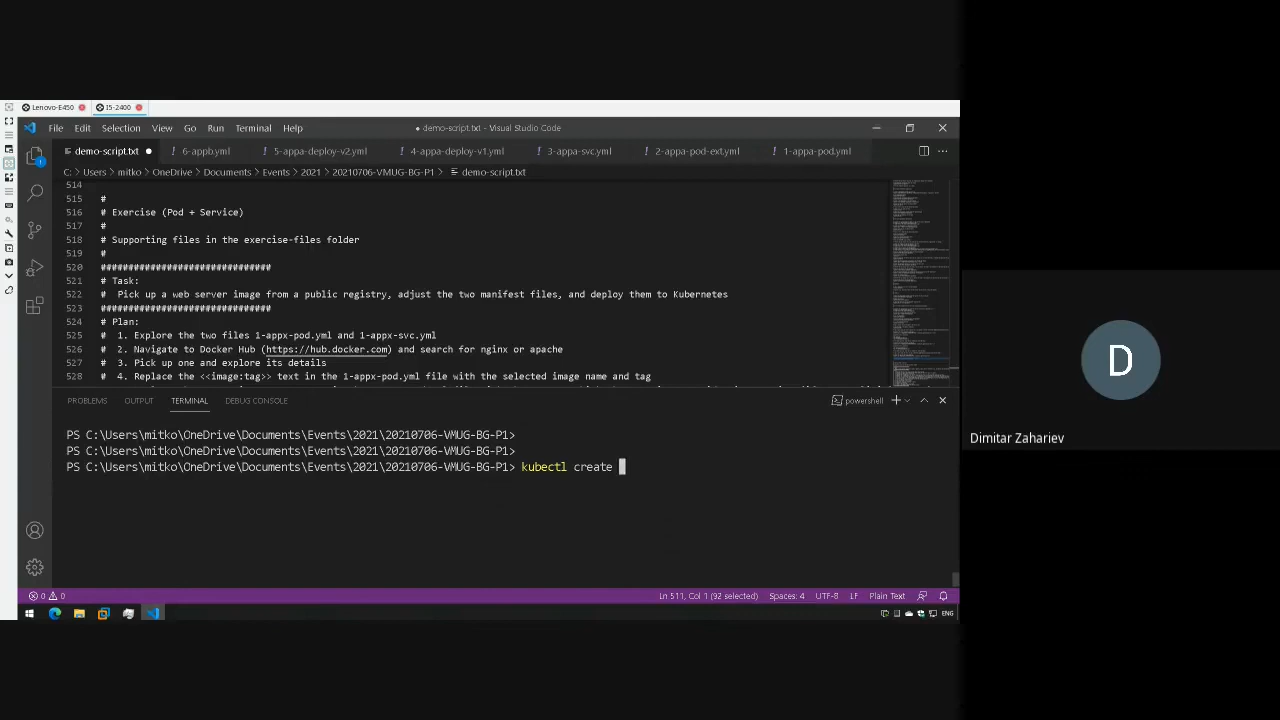 Lenovo-E450
I5-2400
File Edit Selection View Go Run Terminal Help
● demo-script.txt - Visual Studio Code
demo-script.txt ●
! 6-appb.yml
! 5-appa-deploy-v2.yml
! 4-appa-deploy-v1.yml
! 3-appa-svc.yml
! 2-appa-pod-ext.yml
! 1-appa-pod.yml
C: > Users > mitko > OneDrive > Documents > Events > 2021 > 20210706-VMUG-BG-P1 > demo-script.txt
514
515 #
516 # Exercise (Pod + Service)
517 #
518 # Supporting files in the exercise-files folder
519 #
520 ##############################
521 # Task:
522 # Pick up a web server image from a public registry, adjust the two manifest files, and deploy them to Kubernetes
523 ##############################
524 # Plan:
525 # 1. Explore the two files 1-appx-pod.yml and 1-appx-svc.yml
526 # 2. Navigate to Docker Hub (https://hub.docker.com) and search for nginx or apache
527 # 3. Pick up one and explore its details
528 # 4. Replace the <<image:tag>> text in the 1-appx-pod.yml file with the selected image name and tag
PROBLEMS OUTPUT TERMINAL DEBUG CONSOLE
powershell
PS C:\Users\mitko\OneDrive\Documents\Events\2021\20210706-VMUG-BG-P1>
PS C:\Users\mitko\OneDrive\Documents\Events\2021\20210706-VMUG-BG-P1>
PS C:\Users\mitko\OneDrive\Documents\Events\2021\20210706-VMUG-BG-P1> kubectl create
0 0
Ln 511, Col 1 (92 selected) Spaces: 4 UTF-8 LF Plain Text
ENG
D
Dimitar Zahariev